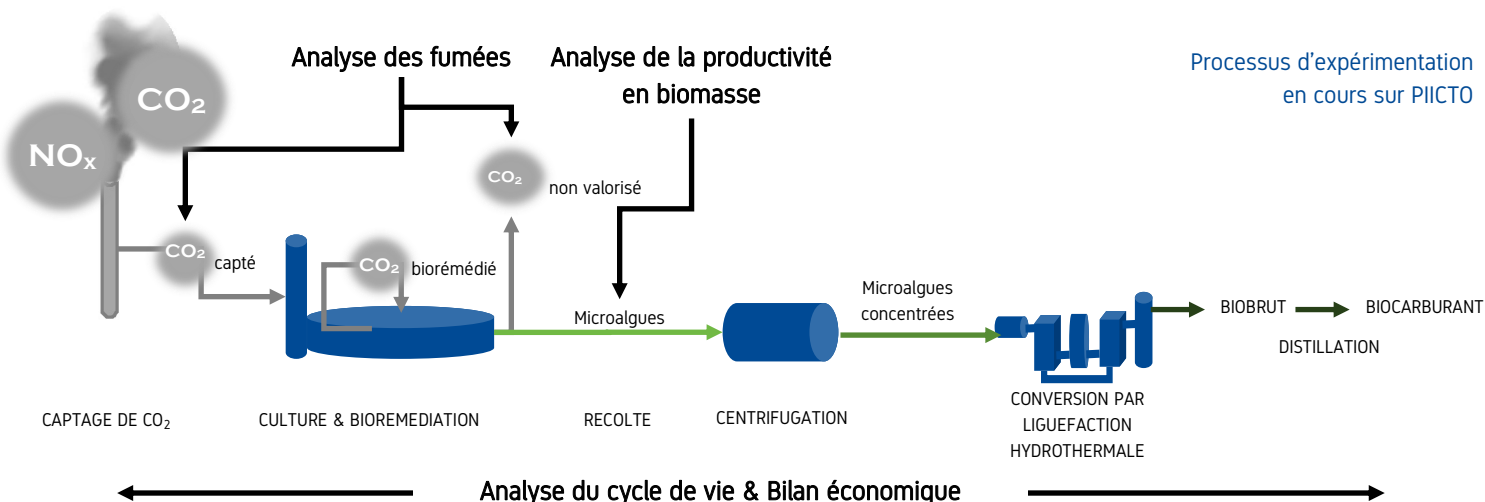 Analyse des fumées
Analyse de la productivité
en biomasse
Processus d'expérimentation
en cours sur PIICTO
CO₂
NOₓ
CO₂
non valorisé
CO₂
capté
CO₂
biorémédié
Microalgues
Microalgues
concentrées
BIOBRUT
BIOCARBURANT
DISTILLATION
CAPTAGE DE CO₂
CULTURE & BIOREMEDIATION
RECOLTE
CENTRIFUGATION
CONVERSION PAR
LIGUEFACTION
HYDROTHERMALE
Analyse du cycle de vie & Bilan économique